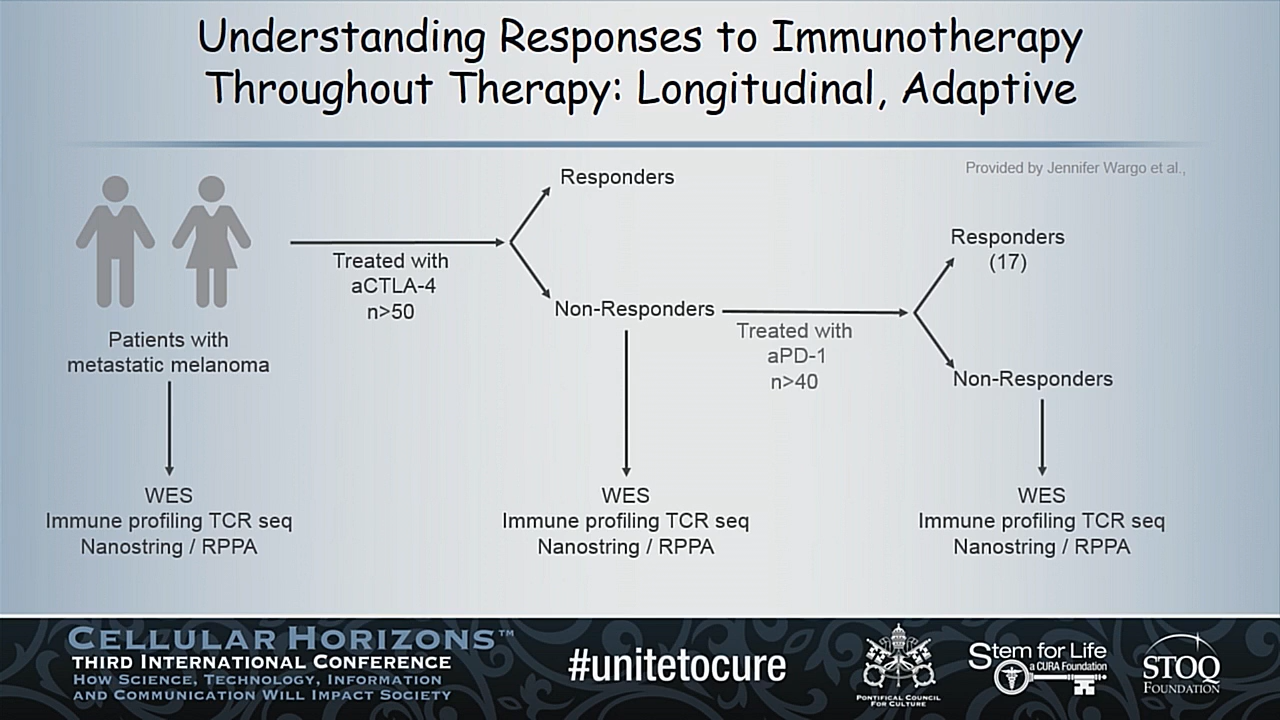 Understanding Responses to Immunotherapy
Throughout Therapy: Longitudinal, Adaptive
Provided by Jennifer Wargo et al.,
Patients with
metastatic melanoma
Treated with
aCTLA-4
n>50
Responders
Non-Responders
Treated with
aPD-1
n>40
Responders
(17)
Non-Responders
WES
Immune profiling TCR seq
Nanostring / RPPA
WES
Immune profiling TCR seq
Nanostring / RPPA
WES
Immune profiling TCR seq
Nanostring / RPPA
CELLULAR HORIZONS™
THIRD INTERNATIONAL CONFERENCE
HOW SCIENCE, TECHNOLOGY, INFORMATION
AND COMMUNICATION WILL IMPACT SOCIETY
#unitetocure
PONTIFICAL COUNCIL
FOR CULTURE
Stem for Life
a CURA Foundation
STOQ
FOUNDATION